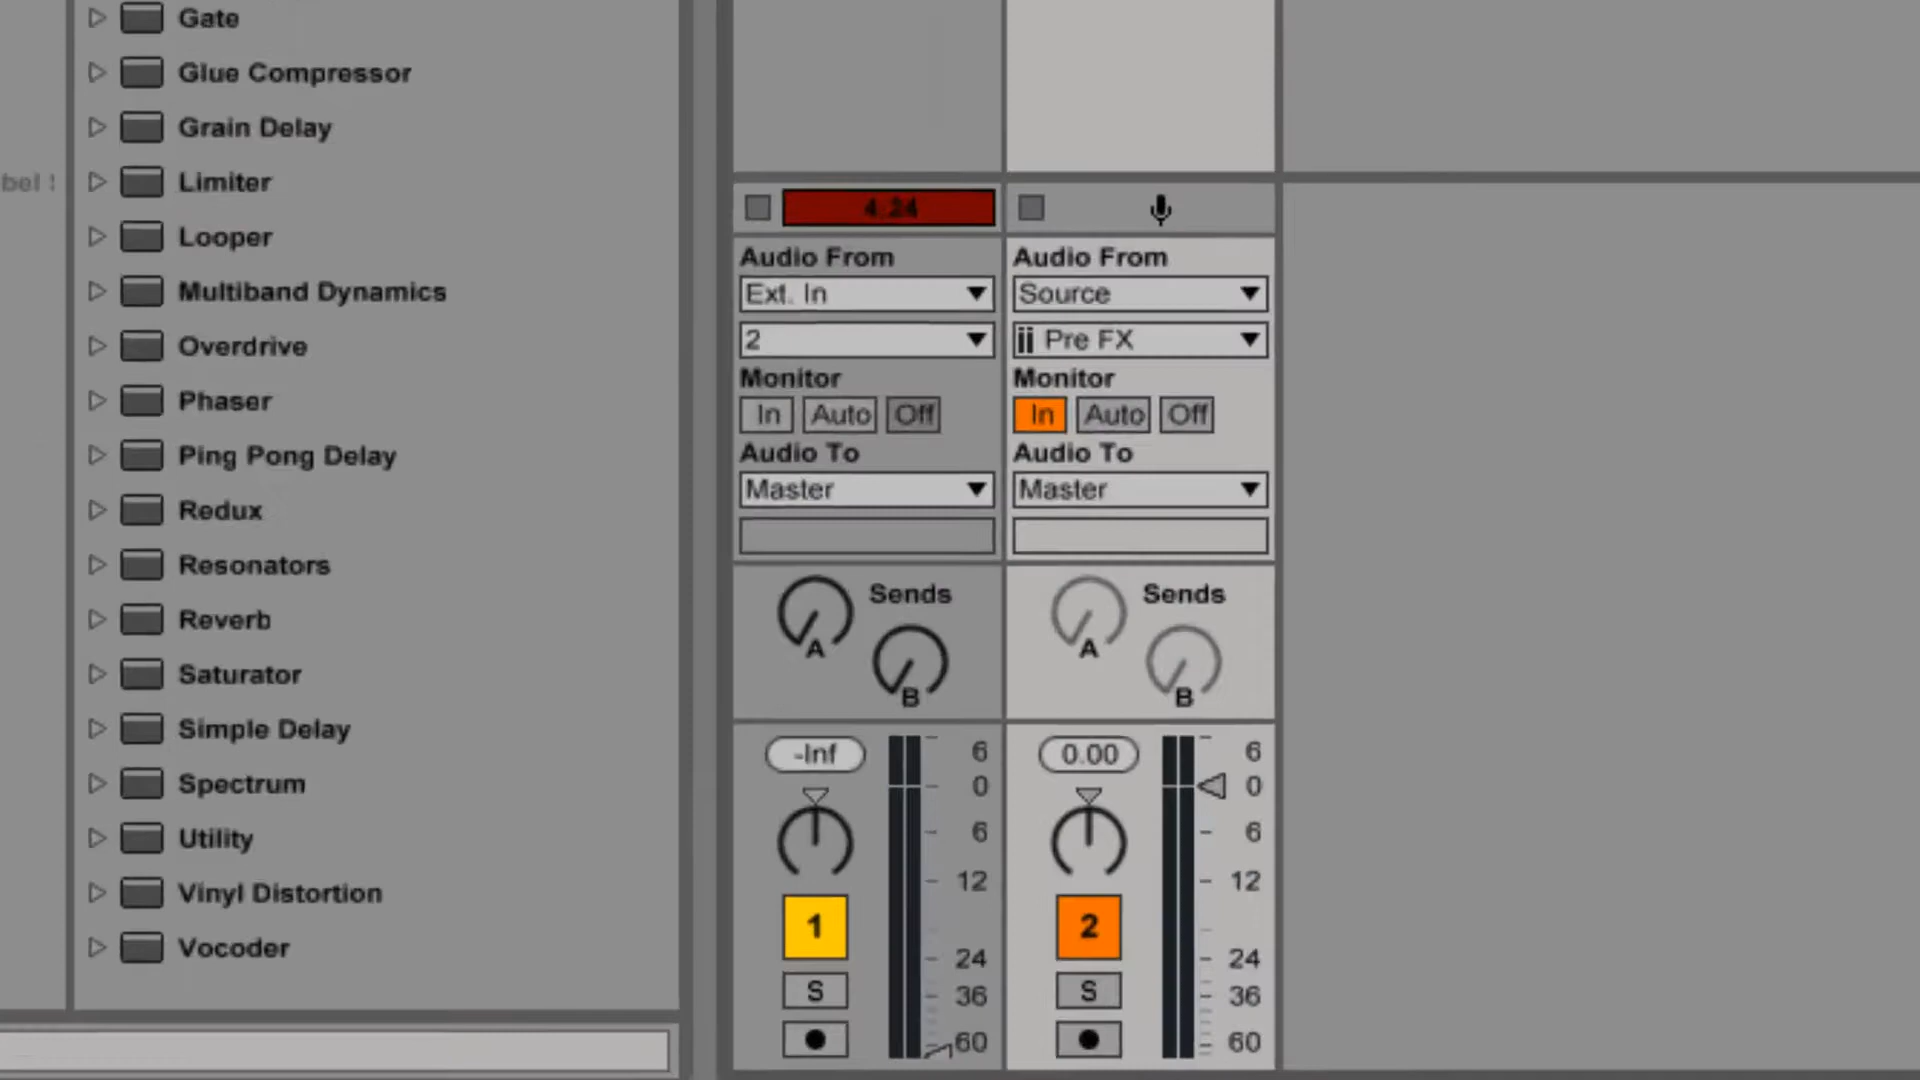 Gate
Glue Compressor
Grain Delay
Limiter
Looper
Multiband Dynamics
Overdrive
Phaser
Ping Pong Delay
Redux
Resonators
Reverb
Saturator
Simple Delay
Spectrum
Utility
Vinyl Distortion
Vocoder
4:24
Audio From
Ext. In
2
Monitor
In Auto Off
Audio To
Master
Sends
A
B
-Inf
6
0
6
12
24
36
60
1
S
Audio From
Source
Pre FX
Monitor
In Auto Off
Audio To
Master
Sends
A
B
0.00
6
0
6
12
24
36
60
2
S